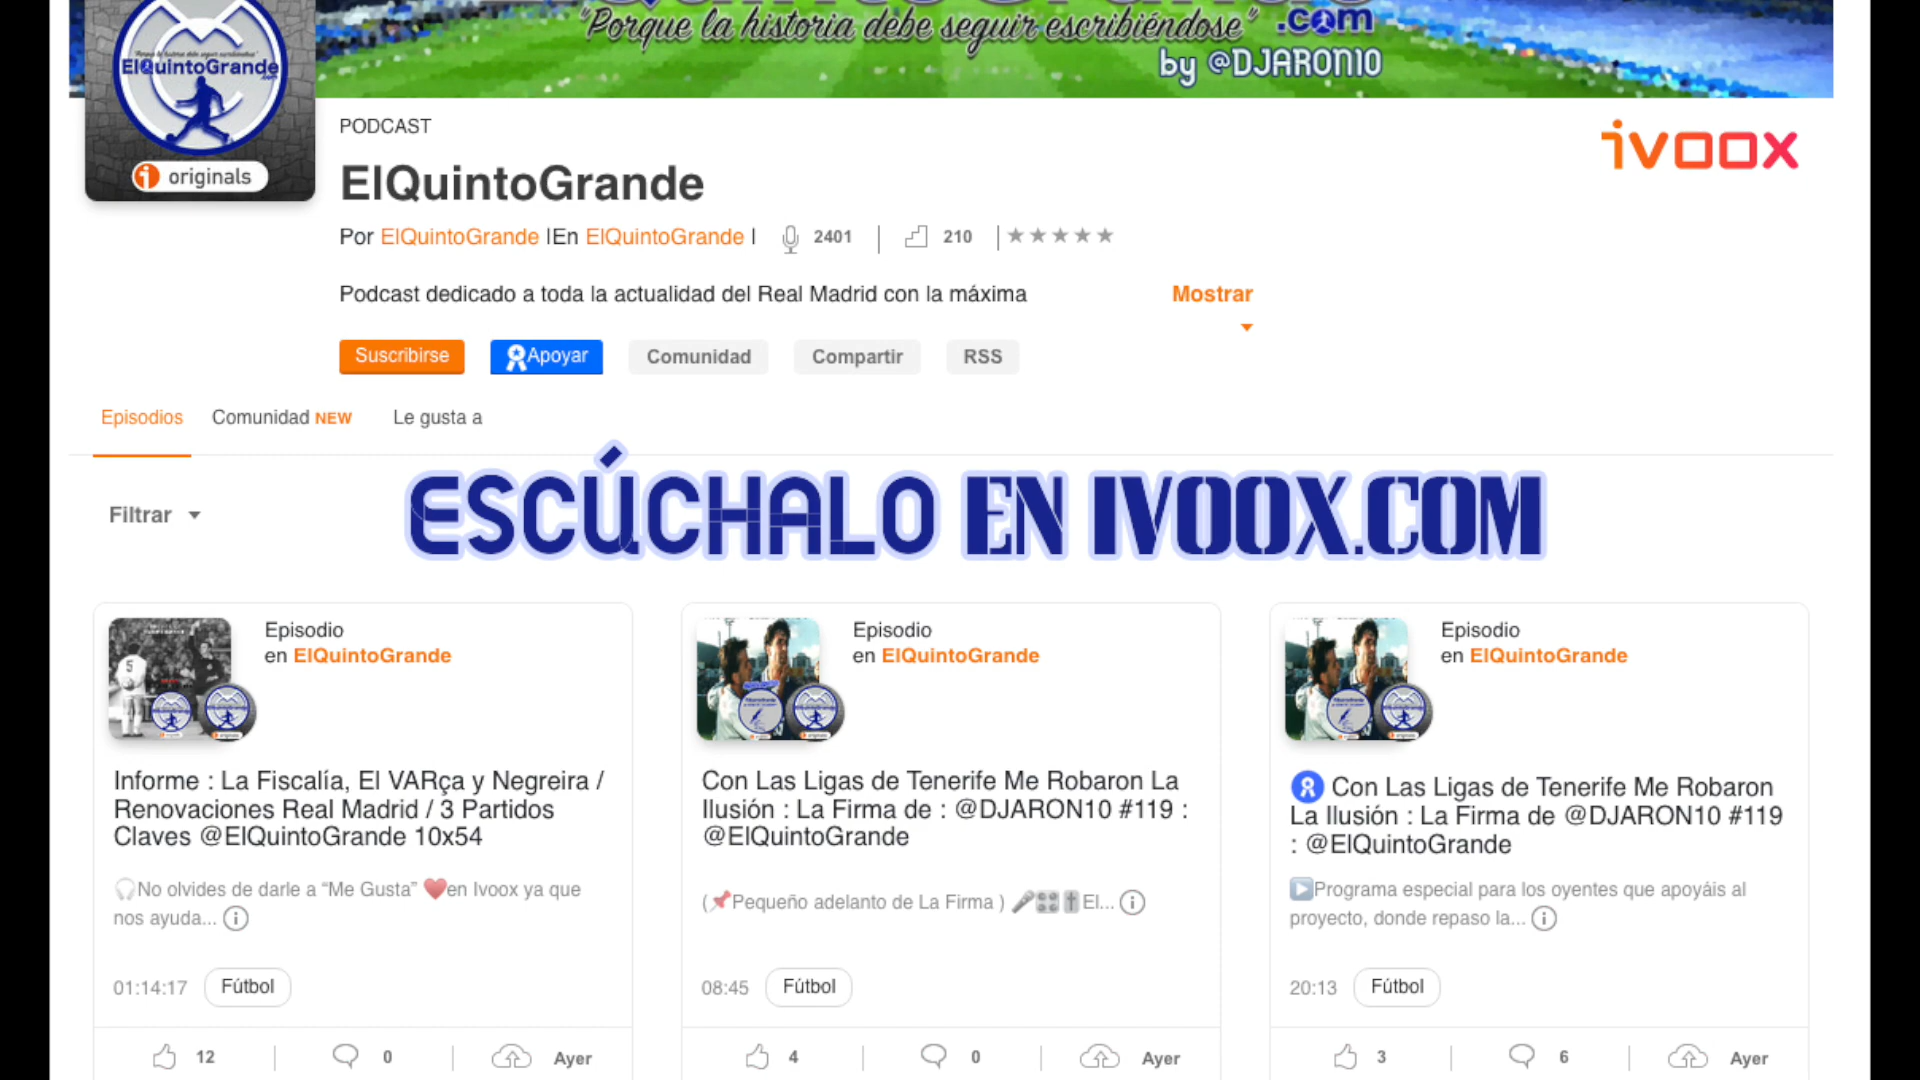 "Porque la historia debe seguir escribiéndose" .com
by @DJARON10
ElQuintoGrande
originals
PODCAST
ivoox
ElQuintoGrande
Por ElQuintoGrande |En ElQuintoGrande | 2401 210
Podcast dedicado a toda la actualidad del Real Madrid con la máxima
Mostrar
Suscribirse
Apoyar
Comunidad
Compartir
RSS
Episodios
Comunidad NEW
Le gusta a
Filtrar
ESCÚCHALO EN IVOOX.COM
Episodio
en ElQuintoGrande
Informe : La Fiscalía, El VARça y Negreira /
Renovaciones Real Madrid / 3 Partidos
Claves @ElQuintoGrande 10x54
🎧No olvides de darle a “Me Gusta” ❤️en Ivoox ya que
nos ayuda...
01:14:17 Fútbol
12 0 Ayer
Episodio
en ElQuintoGrande
Con Las Ligas de Tenerife Me Robaron La
Ilusión : La Firma de : @DJARON10 #119 :
@ElQuintoGrande
(📌Pequeño adelanto de La Firma ) 🎤🎛️🎚️El...
08:45 Fútbol
4 0 Ayer
Episodio
en ElQuintoGrande
Con Las Ligas de Tenerife Me Robaron
La Ilusión : La Firma de @DJARON10 #119
: @ElQuintoGrande
▶️Programa especial para los oyentes que apoyáis al
proyecto, donde repaso la...
20:13 Fútbol
3 6 Ayer